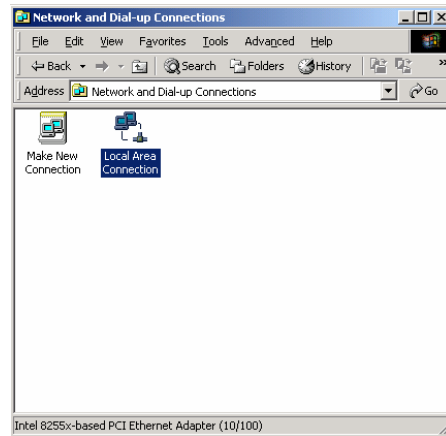 Network and Dial-up Connections
File Edit View Favorites Tools Advanced Help
Back Search Folders History »
Address Network and Dial-up Connections Go
Make New Connection
Local Area Connection
Intel 8255x-based PCI Ethernet Adapter (10/100)